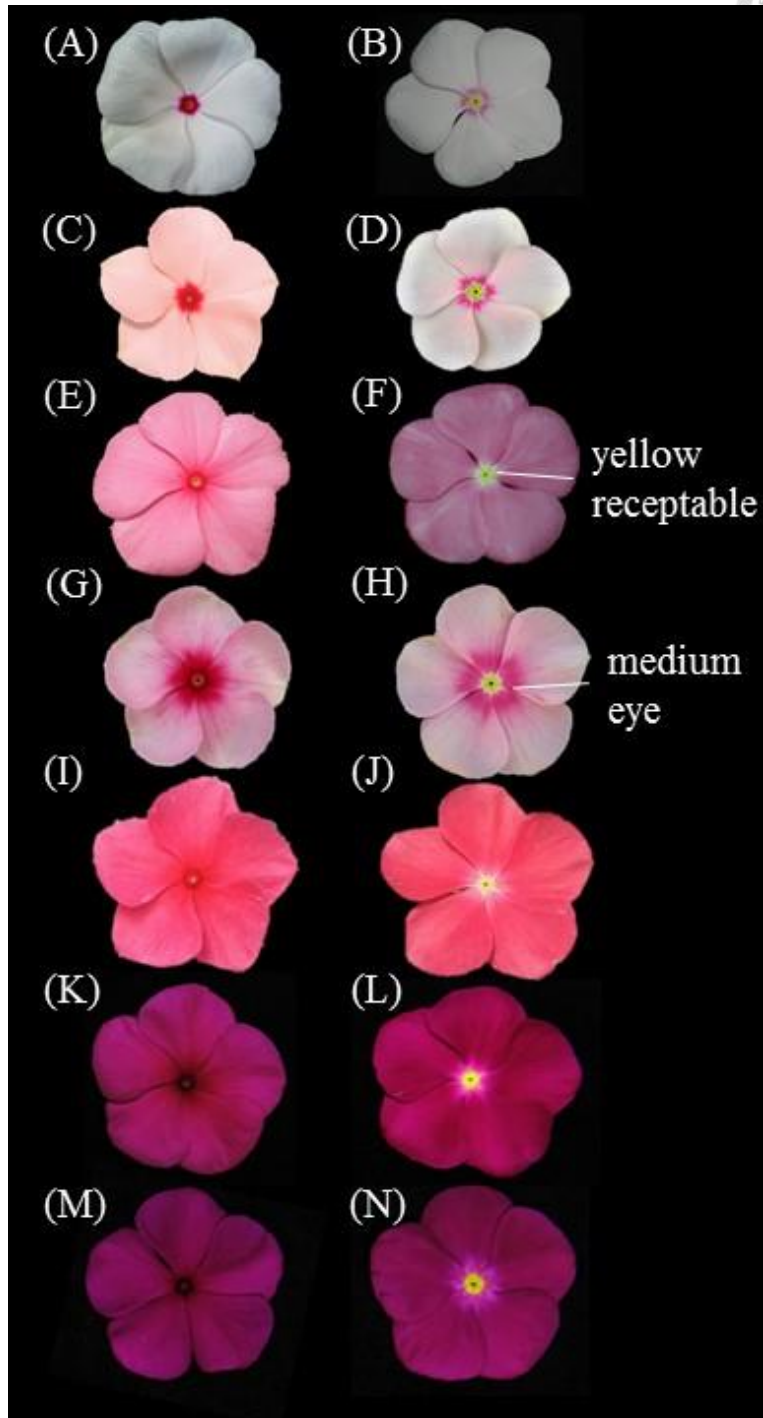 (A)
(B)
(C)
(D)
(E)
(F)
yellow
receptable
(G)
(H)
medium
eye
(I)
(J)
(K)
(L)
(M)
(N)